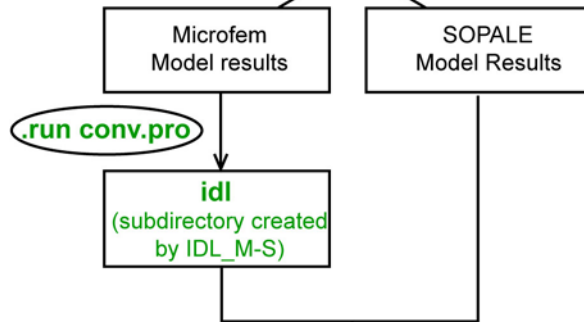 Microfem
Model results
SOPALE
Model Results
.run conv.pro
idl
(subdirectory created
by IDL_M-S)